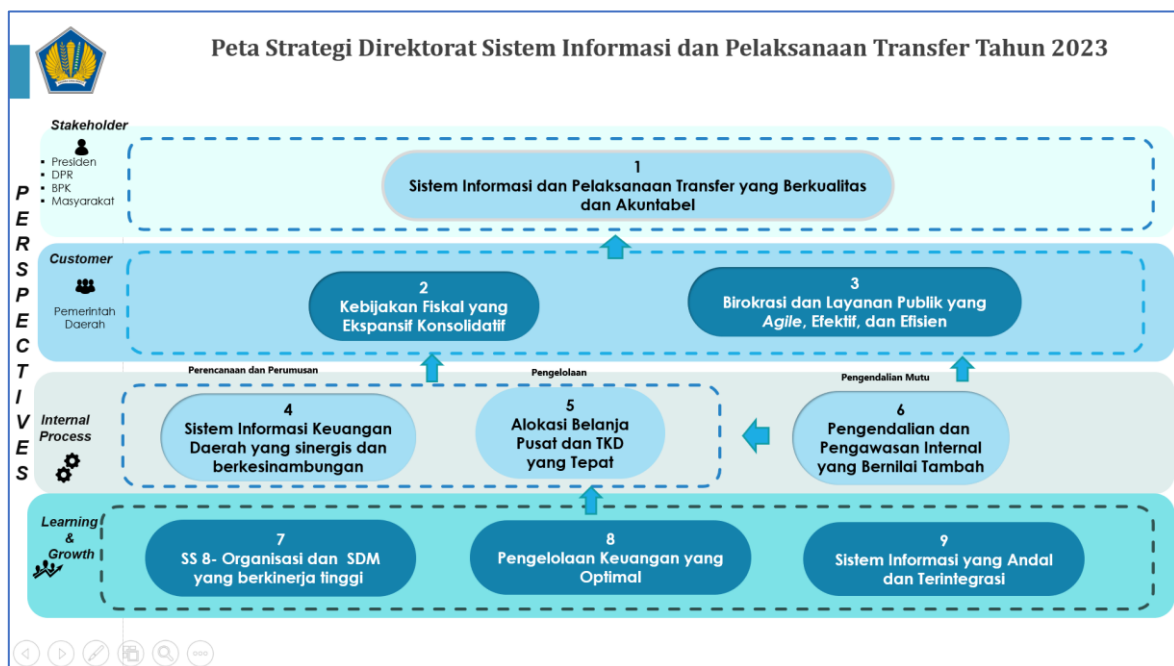 Peta Strategi Direktorat Sistem Informasi dan Pelaksanaan Transfer Tahun 2023
PERSPECTIVES
Stakeholder
▪ Presiden
▪ DPR
▪ BPK
▪ Masyarakat
1
Sistem Informasi dan Pelaksanaan Transfer yang Berkualitas
dan Akuntabel
Customer
Pemerintah
Daerah
2
Kebijakan Fiskal yang
Ekspansif Konsolidatif
3
Birokrasi dan Layanan Publik yang
Agile, Efektif, dan Efisien
Perencanaan dan Perumusan
Pengelolaan
Pengendalian Mutu
Internal
Process
4
Sistem Informasi Keuangan
Daerah yang sinergis dan
berkesinambungan
5
Alokasi Belanja
Pusat dan TKD
yang Tepat
6
Pengendalian dan
Pengawasan Internal
yang Bernilai Tambah
Learning
&
Growth
7
SS 8- Organisasi dan SDM
yang berkinerja tinggi
8
Pengelolaan Keuangan yang
Optimal
9
Sistem Informasi yang Andal
dan Terintegrasi